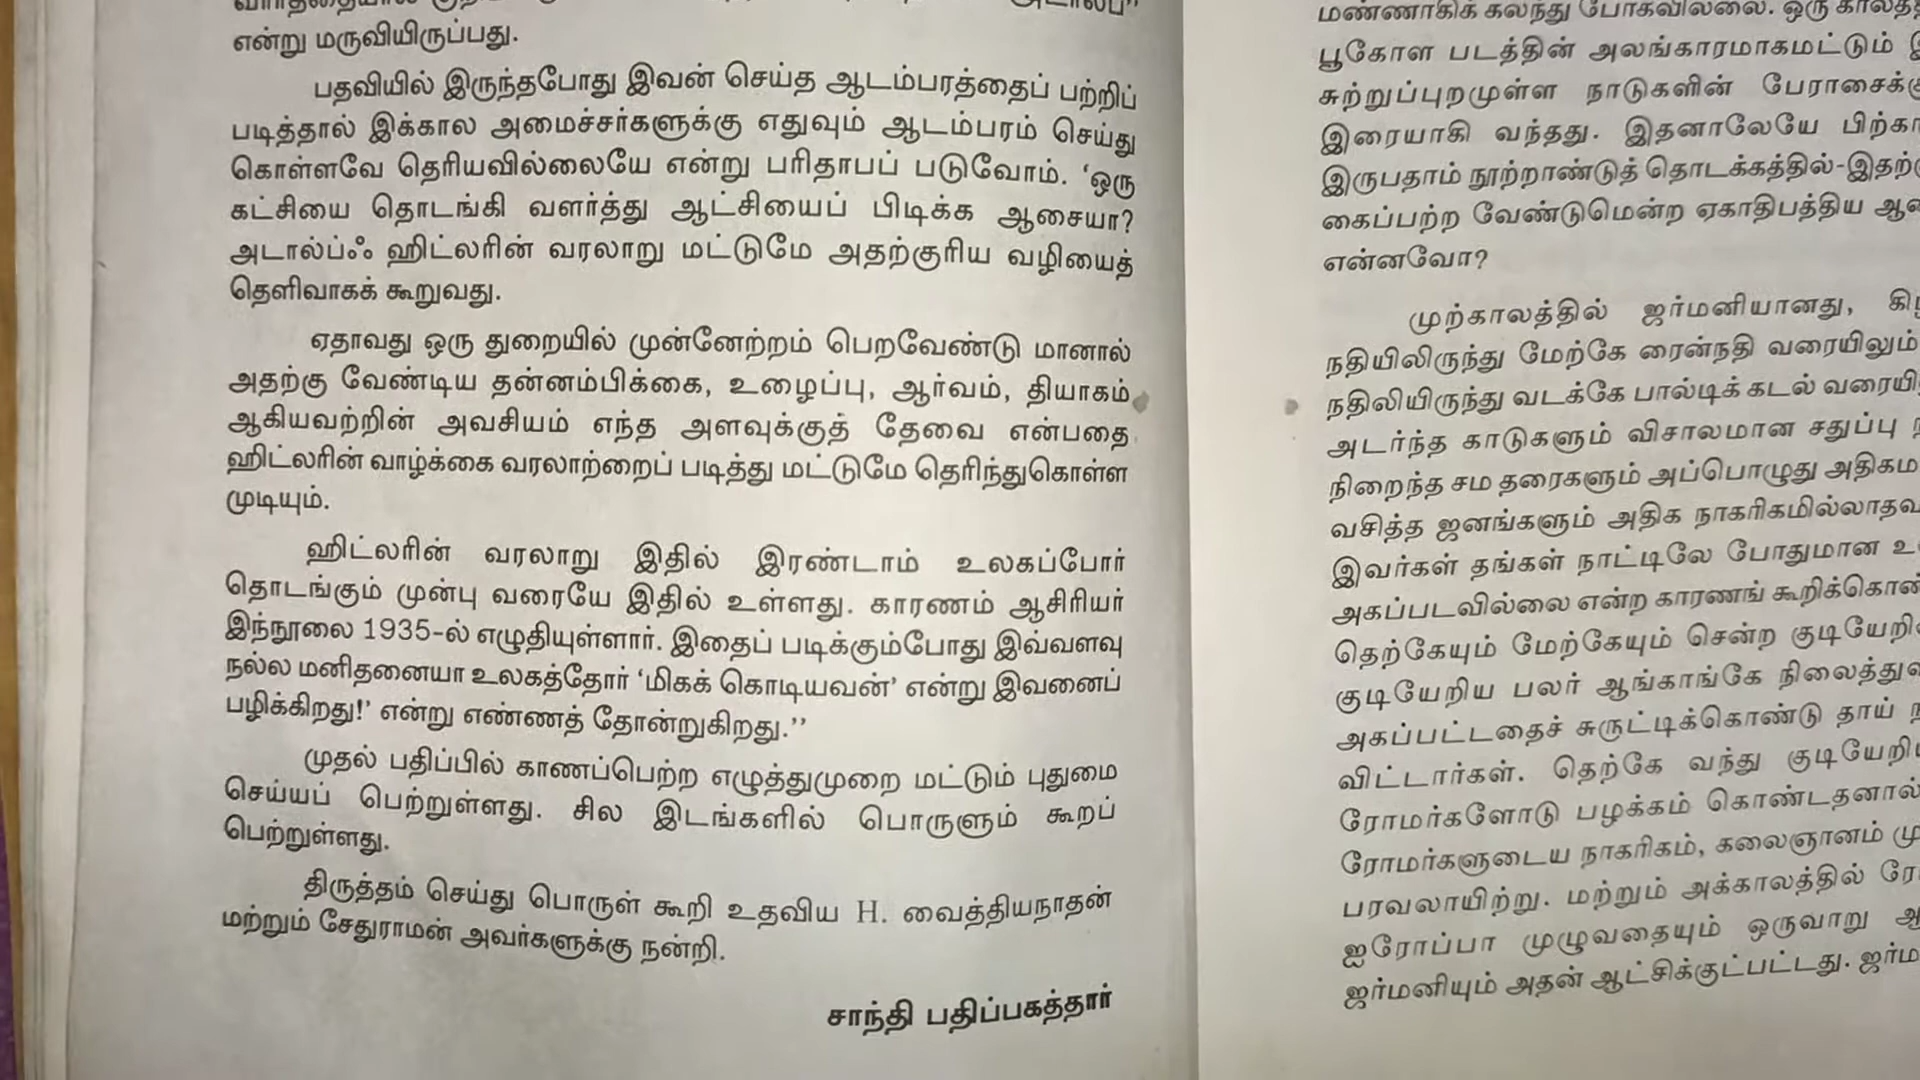 என்று மருவியிருப்பது.
பதவியில் இருந்தபோது இவன் செய்த ஆடம்பரத்தைப் பற்றிப்
படித்தால் இக்கால அமைச்சர்களுக்கு எதுவும் ஆடம்பரம் செய்து
கொள்ளவே தெரியவில்லையே என்று பரிதாபப் படுவோம். ‘ஒரு
கட்சியை தொடங்கி வளர்த்து ஆட்சியைப் பிடிக்க ஆசையா?
அடால்ப்ஃ ஹிட்லரின் வரலாறு மட்டுமே அதற்குரிய வழியைத்
தெளிவாகக் கூறுவது.
ஏதாவது ஒரு துறையில் முன்னேற்றம் பெறவேண்டு மானால்
அதற்கு வேண்டிய தன்னம்பிக்கை, உழைப்பு, ஆர்வம், தியாகம்
ஆகியவற்றின் அவசியம் எந்த அளவுக்குத் தேவை என்பதை
ஹிட்லரின் வாழ்க்கை வரலாற்றைப் படித்து மட்டுமே தெரிந்துகொள்ள
முடியும்.
ஹிட்லரின் வரலாறு இதில் இரண்டாம் உலகப்போர்
தொடங்கும் முன்பு வரையே இதில் உள்ளது. காரணம் ஆசிரியர்
இந்நூலை 1935-ல் எழுதியுள்ளார். இதைப் படிக்கும்போது இவ்வளவு
நல்ல மனிதனையா உலகத்தோர் ‘மிகக் கொடியவன்’ என்று இவனைப்
பழிக்கிறது!’ என்று எண்ணத் தோன்றுகிறது.’’
முதல் பதிப்பில் காணப்பெற்ற எழுத்துமுறை மட்டும் புதுமை
செய்யப் பெற்றுள்ளது. சில இடங்களில் பொருளும் கூறப்
பெற்றுள்ளது.
திருத்தம் செய்து பொருள் கூறி உதவிய H. வைத்தியநாதன்
மற்றும் சேதுராமன் அவர்களுக்கு நன்றி.
சாந்தி பதிப்பகத்தார்
மண்ணாகிக் கலந்து போகவில்லை. ஒரு
பூகோள படத்தின் அலங்காரமாகமட்டும்
சுற்றுப்புறமுள்ள நாடுகளின்
இரையாகி வந்தது. இதனாலேயே
இருபதாம் நூற்றாண்டுத் தொடக்கத்தில்-
கைப்பற்ற வேண்டுமென்ற ஏகாதிபத்திய
என்னவோ?
முற்காலத்தில் ஜர்மனியானது,
நதியிலிருந்து மேற்கே ரைன்நதி வரையிலும்
நதிலியிருந்து வடக்கே பால்டிக் கடல்
அடர்ந்த காடுகளும் விசாலமான சதுப்பு
நிறைந்த சம தரைகளும் அப்பொழுது
வசித்த ஜனங்களும் அதிக
இவர்கள் தங்கள் நாட்டிலே போதுமான
அகப்படவில்லை என்ற காரணங்
தெற்கேயும் மேற்கேயும் சென்ற
குடியேறிய பலர் ஆங்காங்கே
அகப்பட்டதைச் சுருட்டிக்கொண்டு தாய்
விட்டார்கள். தெற்கே வந்து
ரோமர்களோடு பழக்கம் கொண்டதனால்
ரோமர்களுடைய நாகரிகம், கலைஞானம்
பரவலாயிற்று. மற்றும் அக்காலத்தில்
ஐரோப்பா முழுவதையும் ஒருவாறு
ஜர்மனியும் அதன் ஆட்சிக்குட்பட்டது.